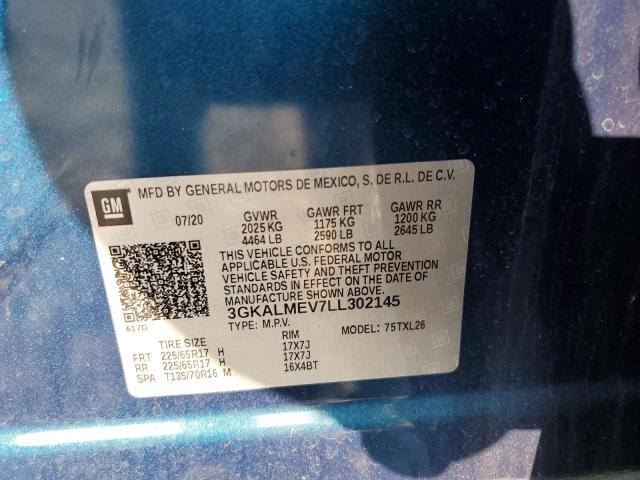 GM
MFD BY GENERAL MOTORS DE MEXICO, S. DE R.L. DE C.V.
07/20 GVWR GAWR FRT GAWR RR
2025 KG 1175 KG 1200 KG
4464 LB 2590 LB 2645 LB
THIS VEHICLE CONFORMS TO ALL
APPLICABLE U.S. FEDERAL MOTOR
VEHICLE SAFETY AND THEFT PREVENTION
STANDARDS IN EFFECT ON THE DATE OF
MANUFACTURE SHOWN ABOVE.
617D 3GKALMEV7LL302145
TYPE: M.P.V. MODEL: 75TXL26
TIRE SIZE RIM
FRT 225/65R17 H 17X7J
RR 225/65R17 H 17X7J
SPA T135/70R16 M 16X4BT